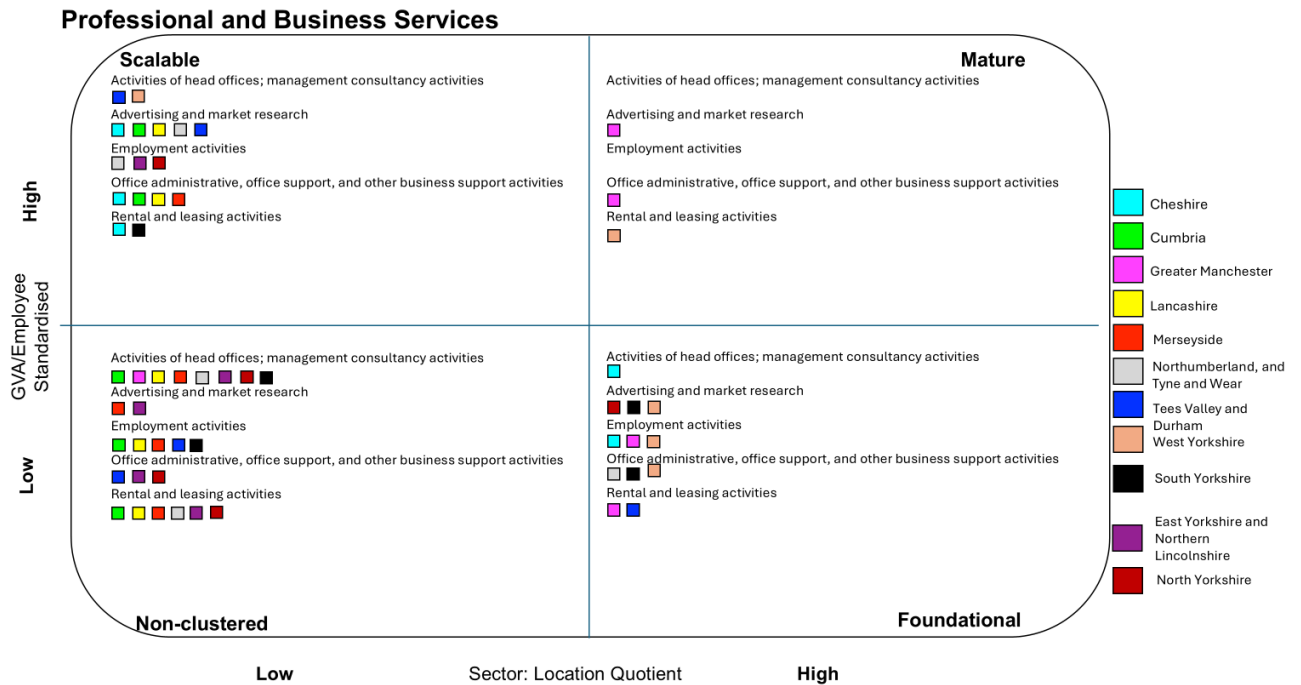 Professional and Business Services
Scalable
Activities of head offices; management consultancy activities
Advertising and market research
Employment activities
Office administrative, office support, and other business support activities
Rental and leasing activities
Mature
Activities of head offices; management consultancy activities
Advertising and market research
Employment activities
Office administrative, office support, and other business support activities
Rental and leasing activities
High
GVA/Employee
Standardised
Low
Activities of head offices; management consultancy activities
Advertising and market research
Employment activities
Office administrative, office support, and other business support activities
Rental and leasing activities
Non-clustered
Activities of head offices; management consultancy activities
Advertising and market research
Employment activities
Office administrative, office support, and other business support activities
Rental and leasing activities
Foundational
Low
Sector: Location Quotient
High
Cheshire
Cumbria
Greater Manchester
Lancashire
Merseyside
Northumberland, and
Tyne and Wear
Tees Valley and
Durham
West Yorkshire
South Yorkshire
East Yorkshire and
Northern
Lincolnshire
North Yorkshire